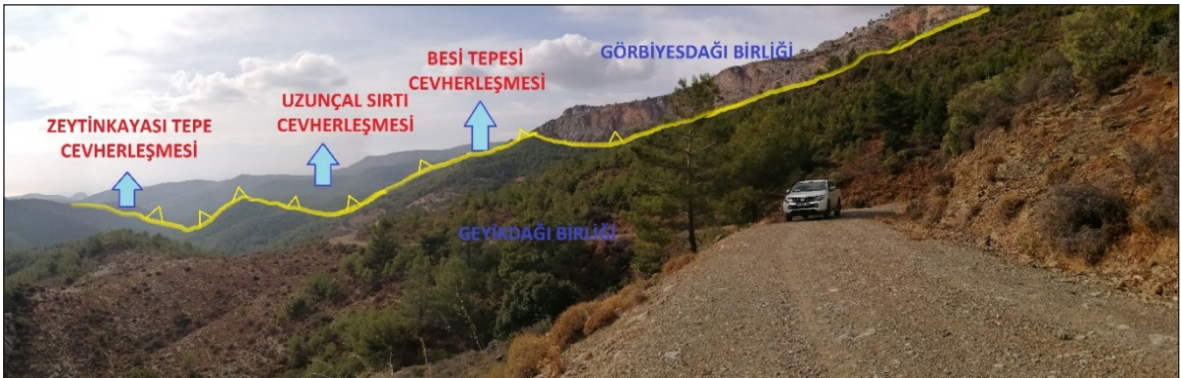 GÖRBİYESDAĞI BİRLİĞİ
BESİ TEPESİ
CEVHERLEŞMESİ
UZUNÇAL SIRTI
CEVHERLEŞMESİ
ZEYTİNKAYASI TEPE
CEVHERLEŞMESİ
GEYİKDAĞI BİRLİĞİ